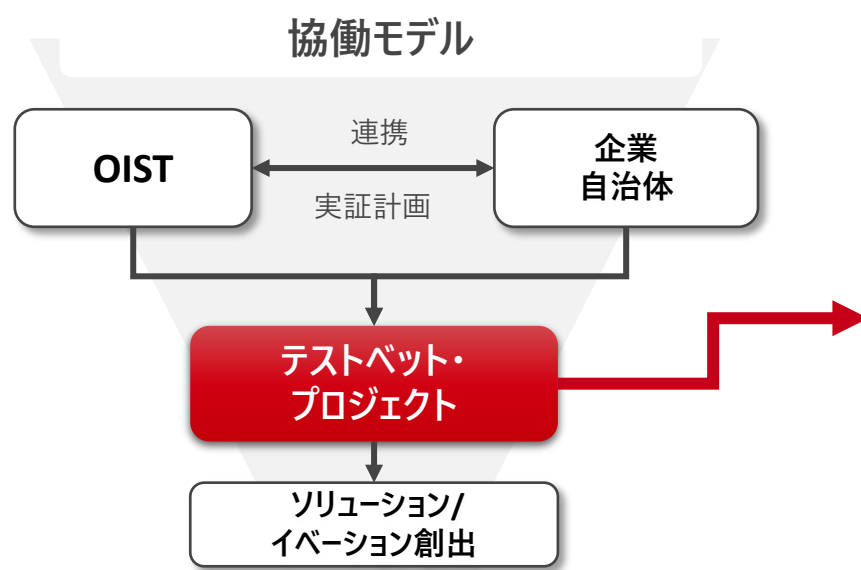 協働モデル
OIST
連携
実証計画
企業
自治体
テストベット・
プロジェクト
ソリューション/
イベーション創出